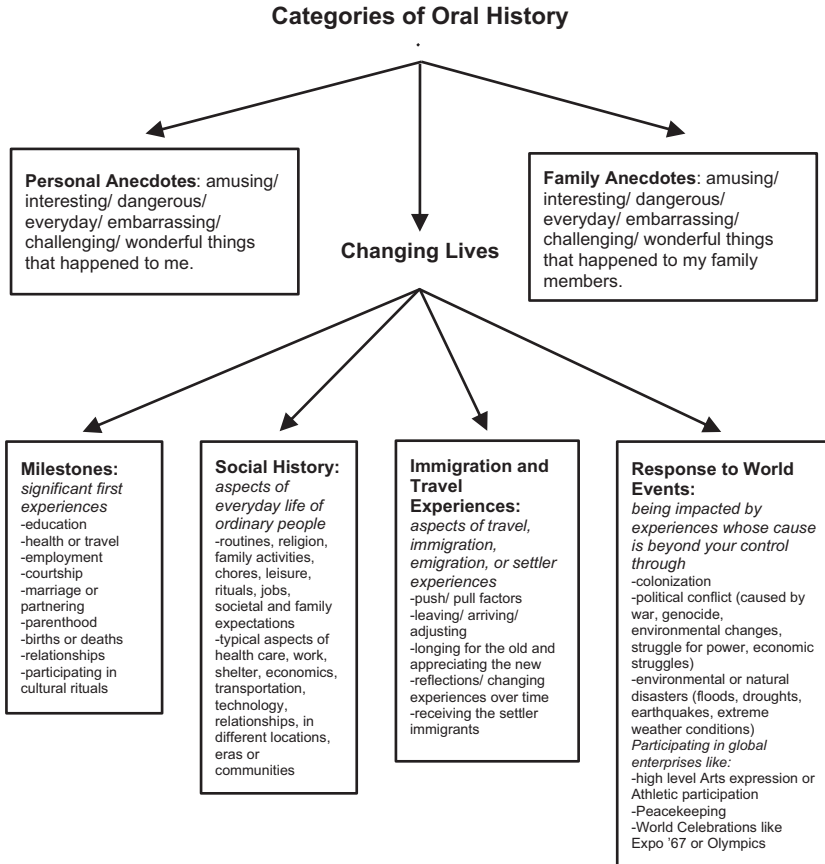 Categories of Oral History
Personal Anecdotes: amusing/
interesting/ dangerous/
everyday/ embarrassing/
challenging/ wonderful things
that happened to me.
Family Anecdotes: amusing/
interesting/ dangerous/
everyday/ embarrassing/
challenging/ wonderful things
that happened to my family
members.
Changing Lives
Milestones:
significant first
experiences
-education
-health or travel
-employment
-courtship
-marriage or
partnering
-parenthood
-births or deaths
-relationships
-participating in
cultural rituals
Social History:
aspects of
everyday life of
ordinary people
-routines, religion,
family activities,
chores, leisure,
rituals, jobs,
societal and family
expectations
-typical aspects of
health care, work,
shelter, economics,
transportation,
technology,
relationships, in
different locations,
eras or
communities
Immigration and
Travel
Experiences:
aspects of travel,
immigration,
emigration, or settler
experiences
-push/ pull factors
-leaving/ arriving/
adjusting
-longing for the old and
appreciating the new
-reflections/ changing
experiences over time
-receiving the settler
immigrants
Response to World
Events:
being impacted by
experiences whose cause
is beyond your control
through
-colonization
-political conflict (caused by
war, genocide,
environmental changes,
struggle for power, economic
struggles)
-environmental or natural
disasters (floods, droughts,
earthquakes, extreme
weather conditions)
Participating in global
enterprises like:
-high level Arts expression or
Athletic participation
-Peacekeeping
-World Celebrations like
Expo '67 or Olympics